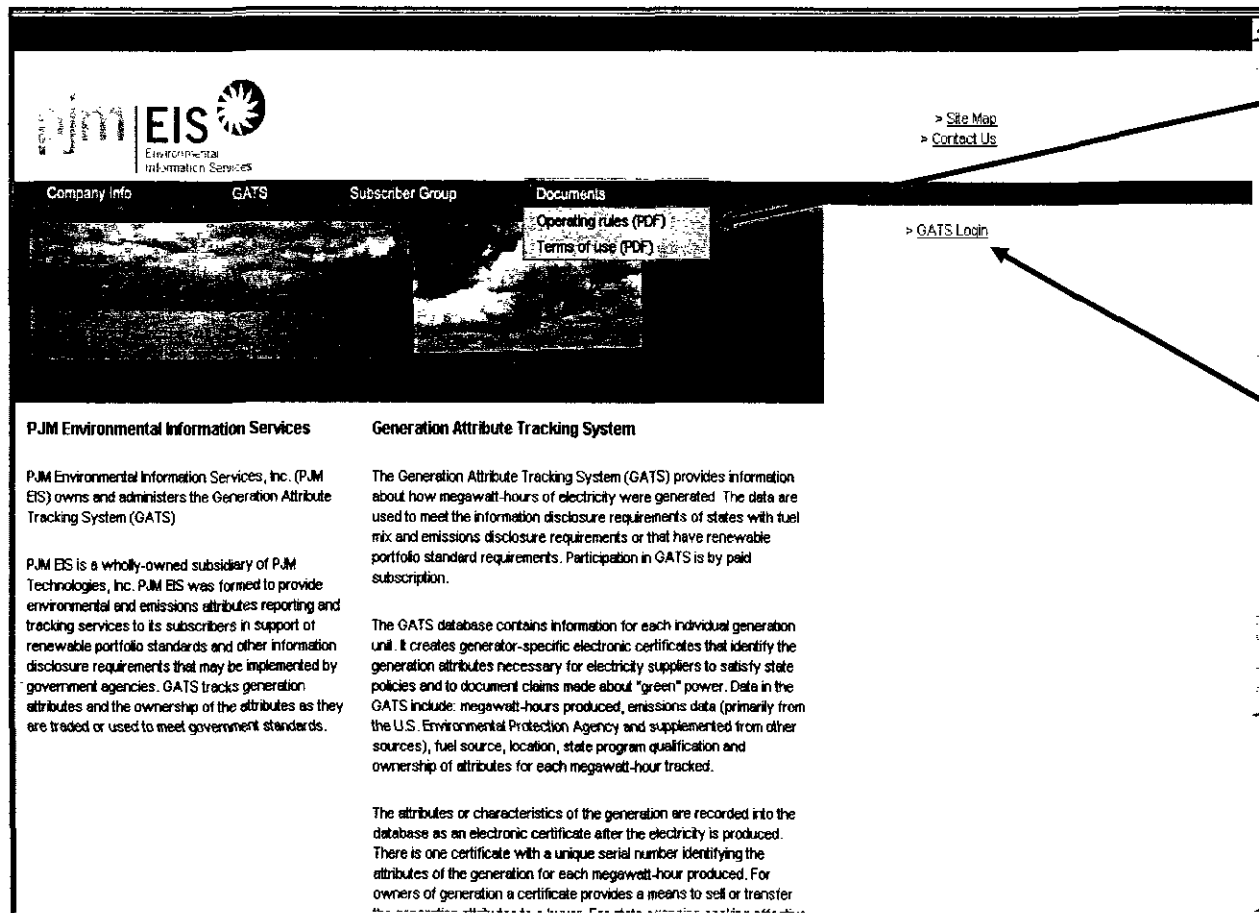 pjm
EIS
Environmental
Information Services
> Site Map
> Contact Us
Company Info
GATS
Subscriber Group
Documents
Operating rules (PDF)
Terms of use (PDF)
> GATS Login
PJM Environmental Information Services
PJM Environmental Information Services, Inc. (PJM
EIS) owns and administers the Generation Attribute
Tracking System (GATS)
PJM EIS is a wholly-owned subsidiary of PJM
Technologies, Inc. PJM EIS was formed to provide
environmental and emissions attributes reporting and
tracking services to its subscribers in support of
renewable portfolio standards and other information
disclosure requirements that may be implemented by
government agencies. GATS tracks generation
attributes and the ownership of the attributes as they
are traded or used to meet government standards.
Generation Attribute Tracking System
The Generation Attribute Tracking System (GATS) provides information
about how megawatt-hours of electricity were generated The data are
used to meet the information disclosure requirements of states with fuel
mix and emissions disclosure requirements or that have renewable
portfolio standard requirements. Participation in GATS is by paid
subscription.
The GATS database contains information for each individual generation
unit. It creates generator-specific electronic certificates that identify the
generation attributes necessary for electricity suppliers to satisfy state
policies and to document claims made about "green" power. Data in the
GATS include: megawatt-hours produced, emissions data (primarily from
the U.S. Environmental Protection Agency and supplemented from other
sources), fuel source, location, state program qualification and
ownership of attributes for each megawatt-hour tracked.
The attributes or characteristics of the generation are recorded into the
database as an electronic certificate after the electricity is produced.
There is one certificate with a unique serial number identifying the
attributes of the generation for each megawatt-hour produced. For
owners of generation a certificate provides a means to sell or transfer